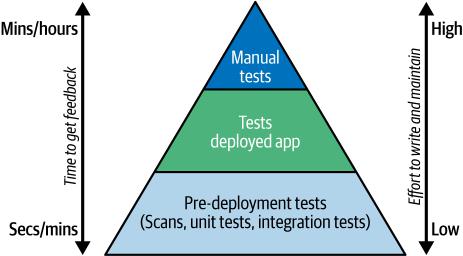 Mins/hours
High
Manual
tests
Time to get feedback
Effort to write and maintain
Tests
deployed app
Pre-deployment tests
(Scans, unit tests, integration tests)
Secs/mins
Low